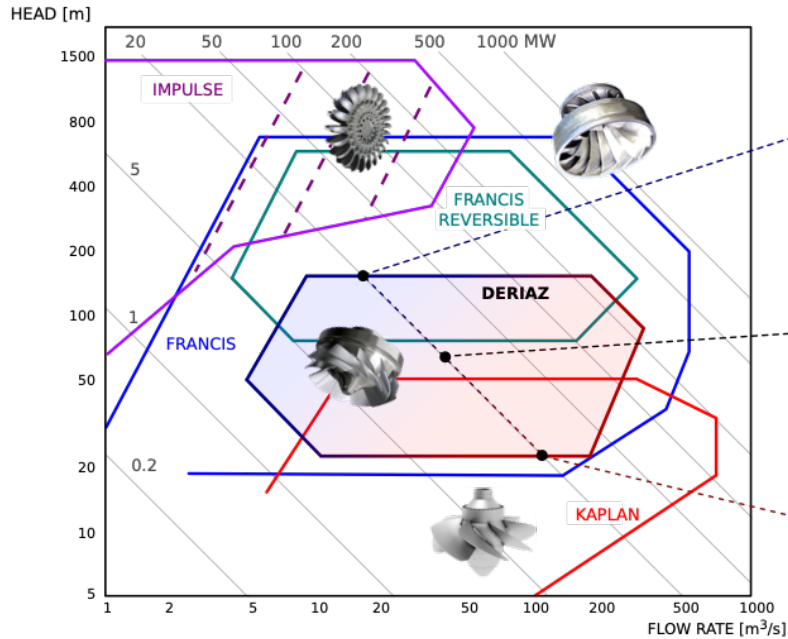 HEAD [m]
20 50 100 200 500 1000 MW
1500
IMPULSE
800
5
400
FRANCIS
REVERSIBLE
200
DERIAZ
100
1
FRANCIS
50
20
0.2
KAPLAN
10
5
1 2 5 10 20 50 100 200 500 1000
FLOW RATE [m³/s]